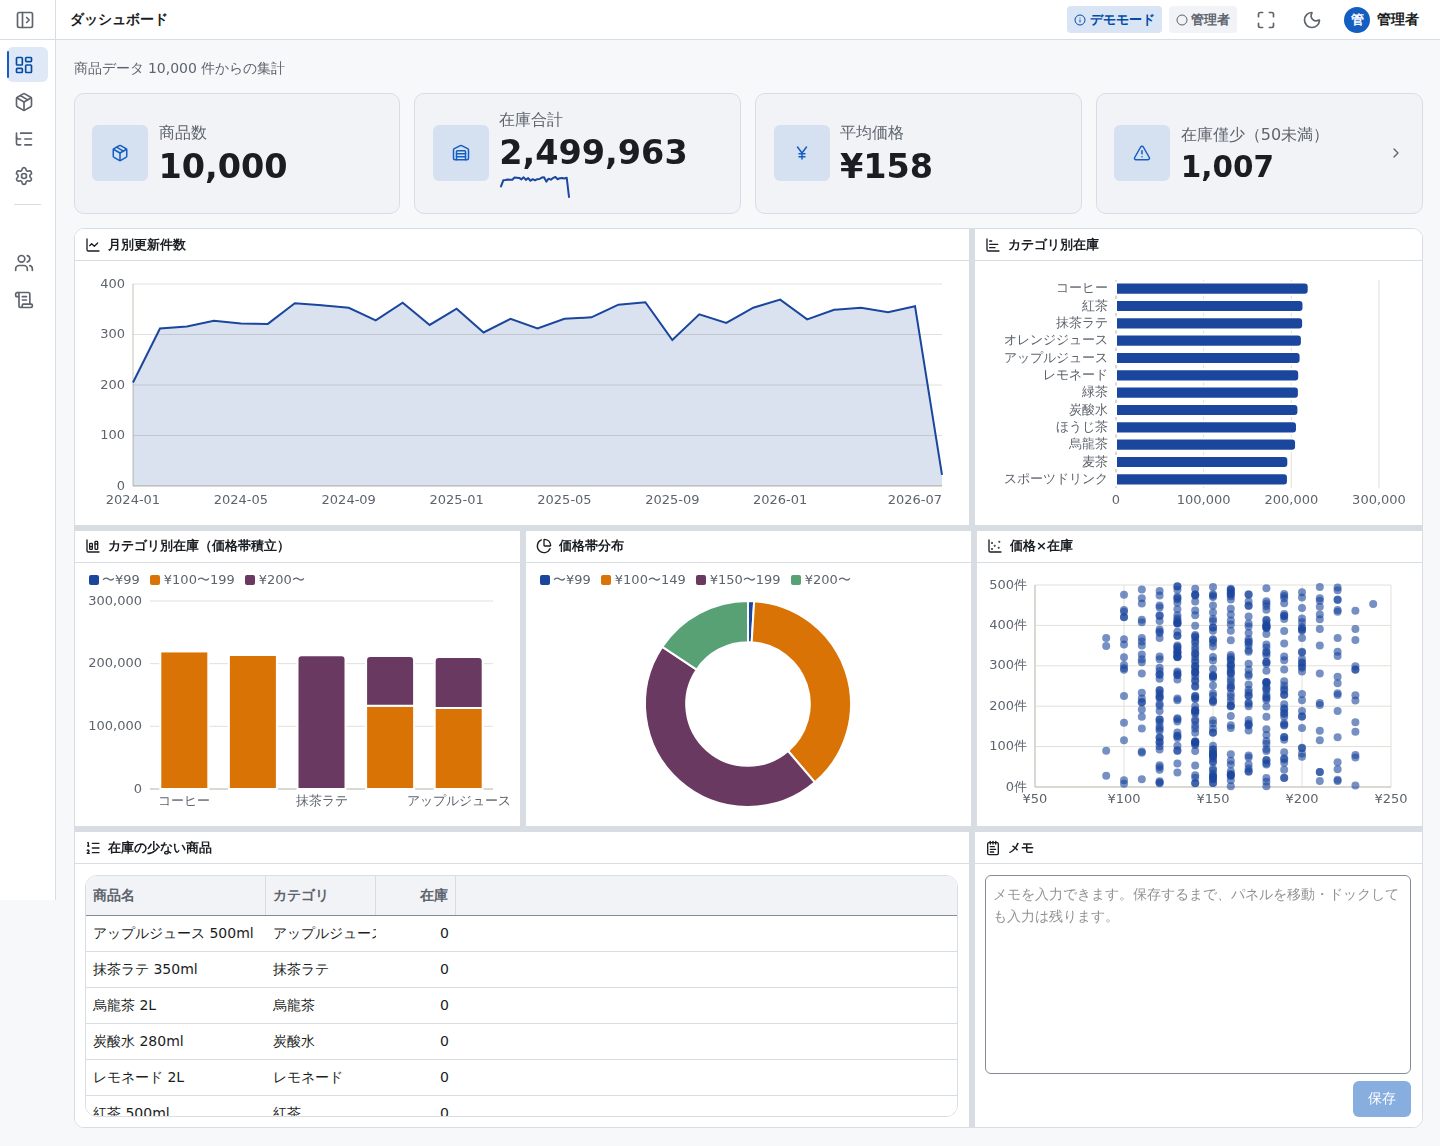 ダッシュボード
デモモード
管理者
管
管理者
商品データ 10,000 件からの集計
商品数
10,000
在庫合計
2,499,963
平均価格
¥158
在庫僅少（50未満）
1,007
月別更新件数
400
300
200
100
0
2024-01
2024-05
2024-09
2025-01
2025-05
2025-09
2026-01
2026-07
カテゴリ別在庫
コーヒー
紅茶
抹茶ラテ
オレンジジュース
アップルジュース
レモネード
緑茶
炭酸水
ほうじ茶
烏龍茶
麦茶
スポーツドリンク
0
100,000
200,000
300,000
カテゴリ別在庫（価格帯積立）
〜¥99
¥100〜199
¥200〜
300,000
200,000
100,000
0
コーヒー
抹茶ラテ
アップルジュース
価格帯分布
〜¥99
¥100〜149
¥150〜199
¥200〜
価格×在庫
500件
400件
300件
200件
100件
0件
¥50
¥100
¥150
¥200
¥250
在庫の少ない商品
商品名
カテゴリ
在庫
アップルジュース 500ml
アップルジュース
0
抹茶ラテ 350ml
抹茶ラテ
0
烏龍茶 2L
烏龍茶
0
炭酸水 280ml
炭酸水
0
レモネード 2L
レモネード
0
紅茶 500ml
紅茶
0
メモ
メモを入力できます。保存するまで、パネルを移動・ドックして
も入力は残ります。
保存